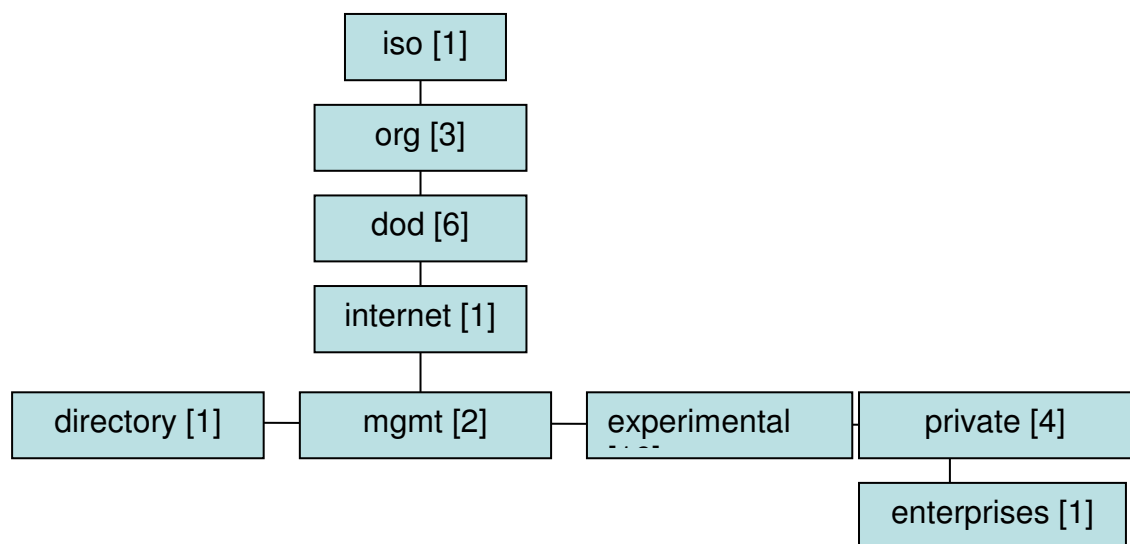 iso [1]
org [3]
dod [6]
internet [1]
directory [1]
mgmt [2]
experimental
private [4]
enterprises [1]